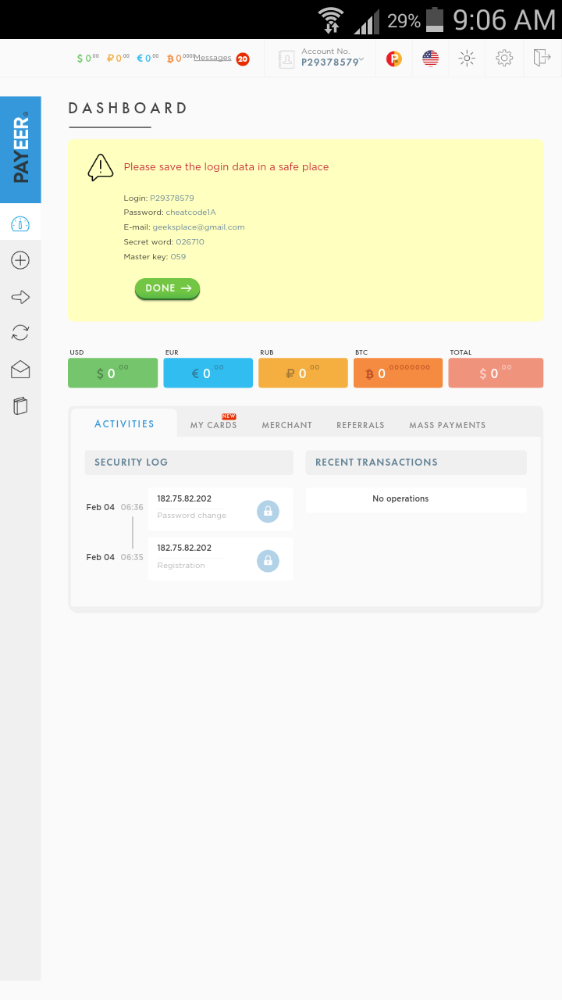 29% 9:06 AM
$ 0.00 ₽ 0.00 € 0.00 ฿ 0.0000 Messages 20
Account No.
P29378579
P
PAYEER®
DASHBOARD
Please save the login data in a safe place
Login: P29378579
Password: cheatcode1A
E-mail: geeksplace@gmail.com
Secret word: 026710
Master key: 059
DONE →
USD EUR RUB BTC TOTAL
$ 0.00 € 0.00 ₽ 0.00 ฿ 0.00000000 $ 0.00
NEW
ACTIVITIES MY CARDS MERCHANT REFERRALS MASS PAYMENTS
SECURITY LOG RECENT TRANSACTIONS
182.75.82.202 No operations
Feb 04 06:36
Password change
182.75.82.202
Feb 04 06:35
Registration